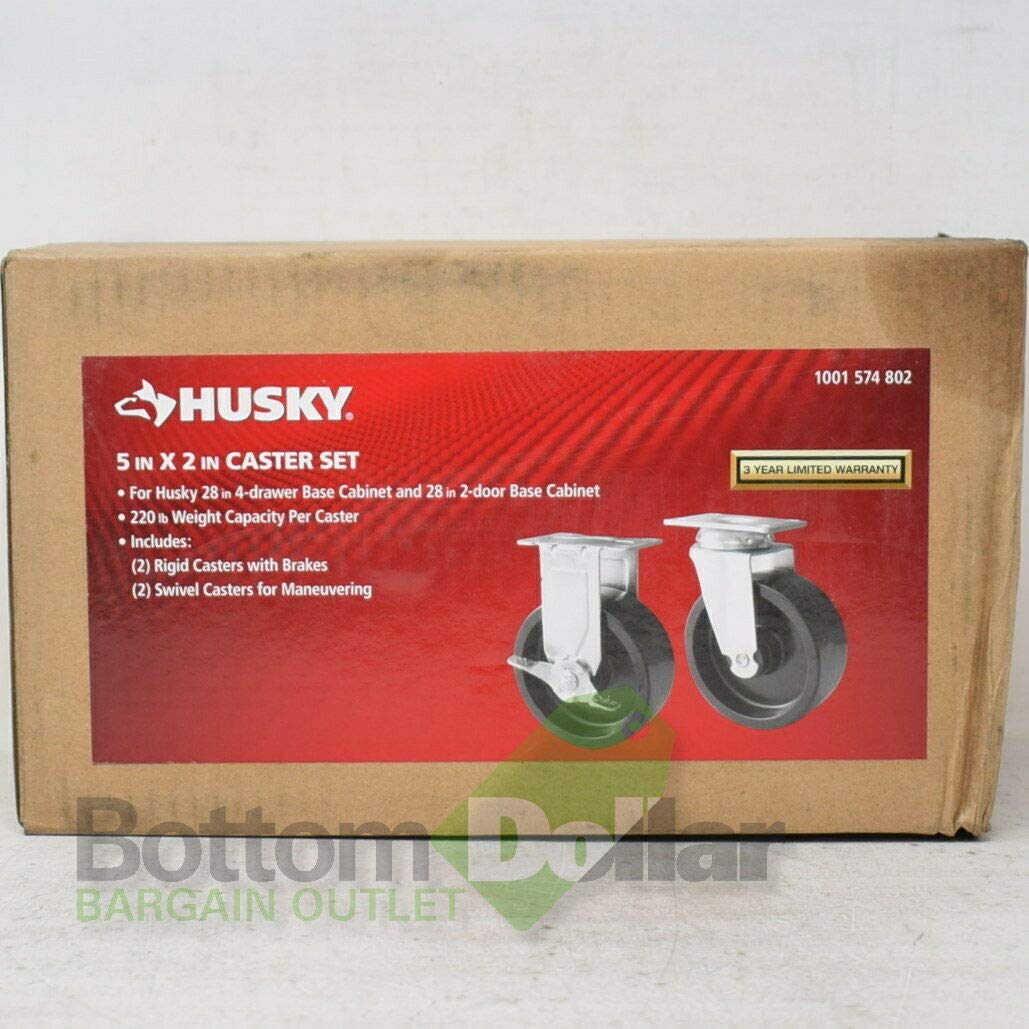 HUSKY®
1001 574 802
5 IN X 2 IN CASTER SET
3 YEAR LIMITED WARRANTY
• For Husky 28 in 4-drawer Base Cabinet and 28 in 2-door Base Cabinet
• 220 lb Weight Capacity Per Caster
• Includes:
(2) Rigid Casters with Brakes
(2) Swivel Casters for Maneuvering
Bottom Dollar
BARGAIN OUTLET